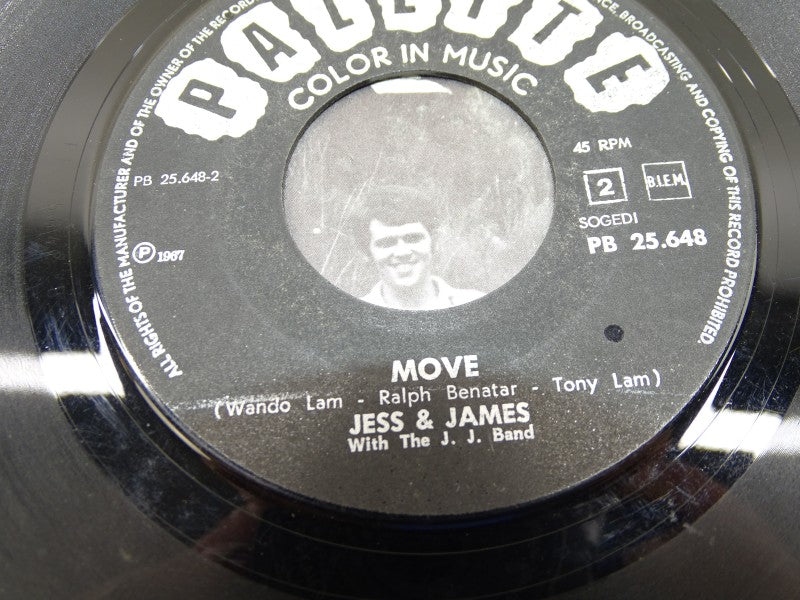 PALETTE
COLOR IN MUSIC
ALL RIGHTS OF THE MANUFACTURER AND OF THE OWNER OF THE RECORDED
BROADCASTING AND COPYING OF THIS RECORD PROHIBITED.
45 RPM
PB 25.648-2
2
B.I.E.M.
SOGEDI
PB 25.648
Ⓟ 1967
MOVE
(Wando Lam - Ralph Benatar - Tony Lam)
JESS & JAMES
With The J. J. Band